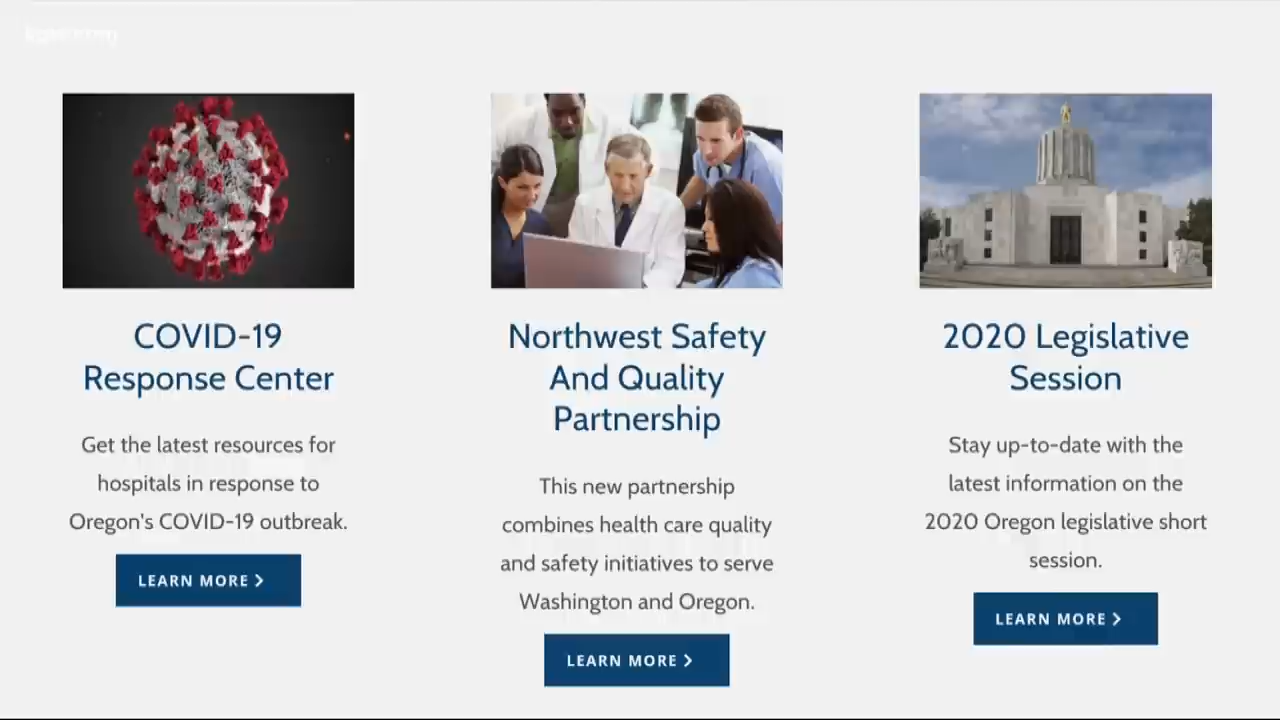 COVID-19
Response Center
Get the latest resources for
hospitals in response to
Oregon's COVID-19 outbreak.
LEARN MORE
Northwest Safety
And Quality
Partnership
This new partnership
combines health care quality
and safety initiatives to serve
Washington and Oregon.
LEARN MORE
2020 Legislative
Session
Stay up-to-date with the
latest information on the
2020 Oregon legislative short
session.
LEARN MORE